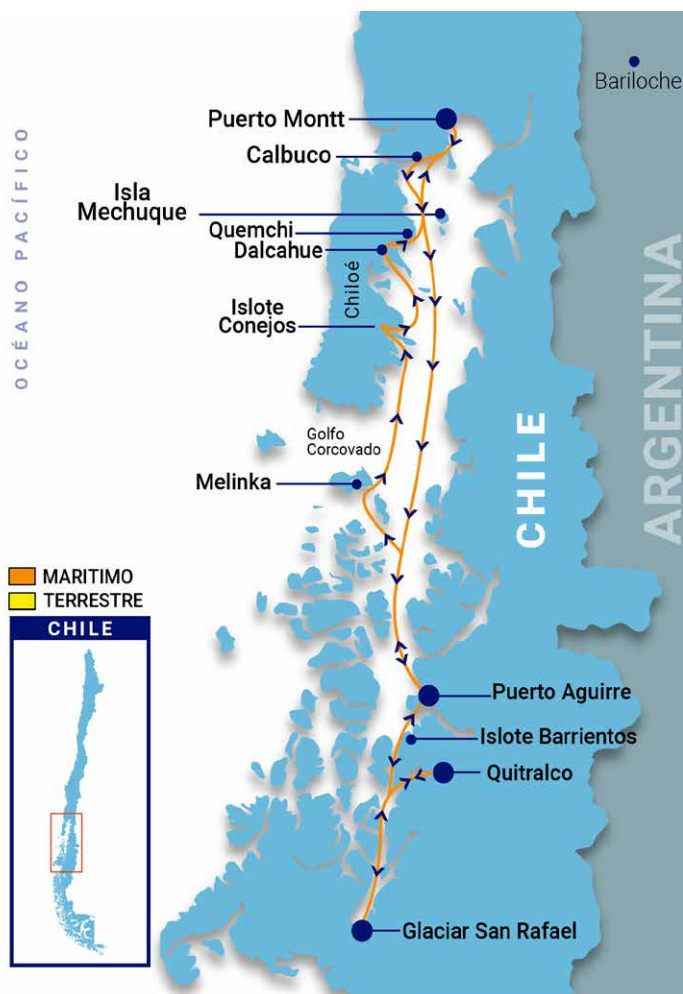 Bariloche
Puerto Montt
Calbuco
Isla
Mechuque
Quemchi
Dalcahue
Chiloé
Islote
Conejos
OCÉANO PACÍFICO
Golfo
Corcovado
Melinka
CHILE
ARGENTINA
MARITIMO
TERRESTRE
CHILE
Puerto Aguirre
Islote Barrientos
Quitralco
Glaciar San Rafael